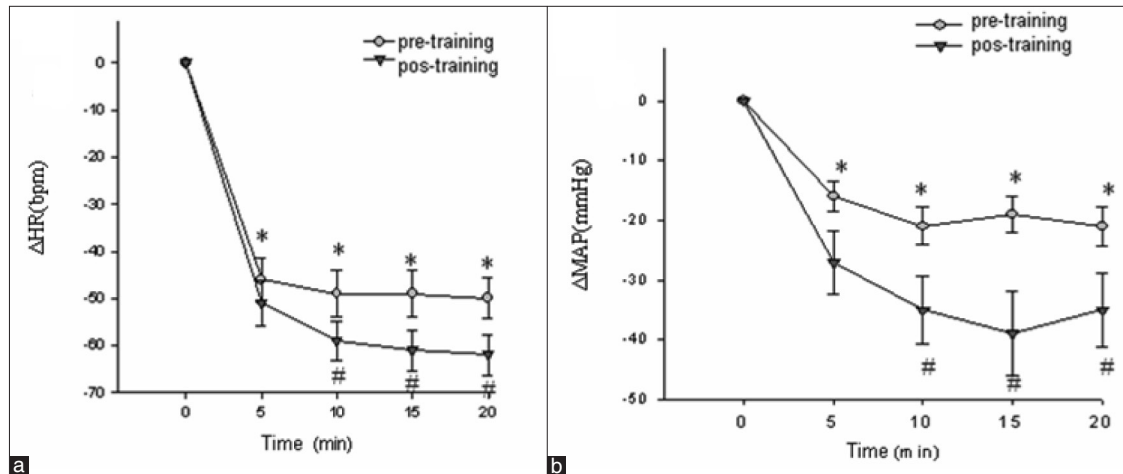 pre-training
pos-training
0
-10
-20
-30
-40
-50
-60
-70
ΔHR(bpm)
* * * *
# # #
0 5 10 15 20
Time (min)
a
pre-training
pos-training
0
-10
-20
-30
-40
-50
ΔMAP(mmHg)
* * * *
# # #
0 5 10 15 20
Time (m in)
b